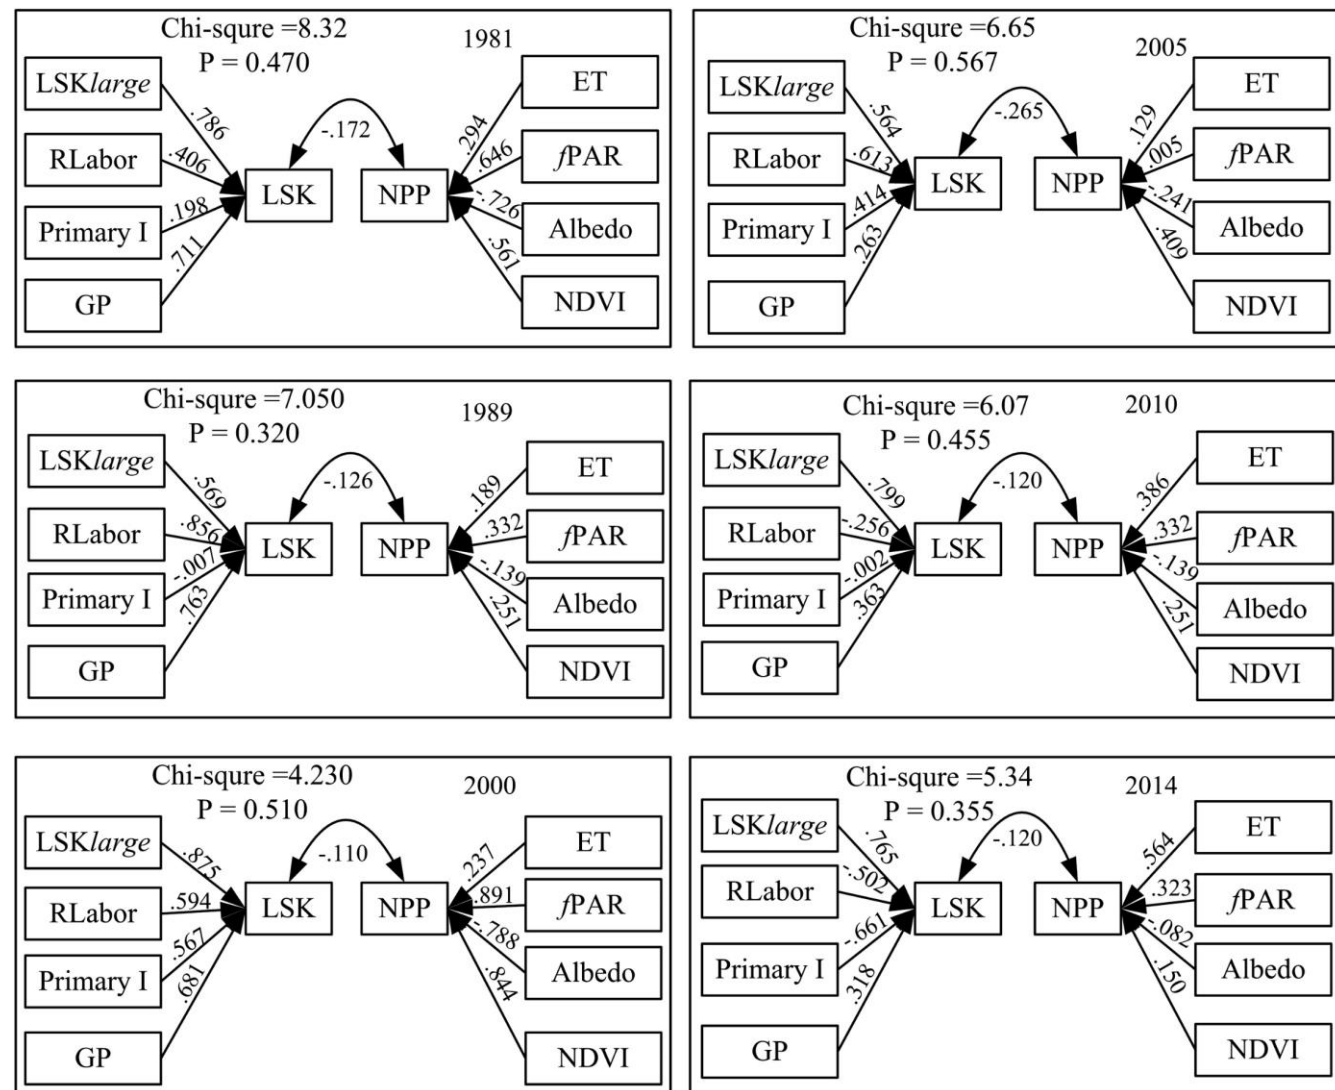 Chi-squre =8.32
P = 0.470
1981
LSKlarge
RLabor
Primary I
GP
.786
.406
.198
.711
LSK
-.172
NPP
.294
.646
-.726
.561
ET
fPAR
Albedo
NDVI
Chi-squre =6.65
P = 0.567
2005
LSKlarge
RLabor
Primary I
GP
.564
.613
.414
.263
LSK
-.265
NPP
.129
.005
-.241
.409
ET
fPAR
Albedo
NDVI
Chi-squre =7.050
P = 0.320
1989
LSKlarge
RLabor
Primary I
GP
.569
.856
-.007
.763
LSK
-.126
NPP
.189
.332
-.139
.251
ET
fPAR
Albedo
NDVI
Chi-squre =6.07
P = 0.455
2010
LSKlarge
RLabor
Primary I
GP
.799
-.256
-.002
.363
LSK
-.120
NPP
.386
.332
-.139
.251
ET
fPAR
Albedo
NDVI
Chi-squre =4.230
P = 0.510
2000
LSKlarge
RLabor
Primary I
GP
.875
.594
.567
.681
LSK
-.110
NPP
.237
.891
-.788
.844
ET
fPAR
Albedo
NDVI
Chi-squre =5.34
P = 0.355
2014
LSKlarge
RLabor
Primary I
GP
.765
-.502
-.661
.318
LSK
-.120
NPP
.564
.323
-.082
.150
ET
fPAR
Albedo
NDVI